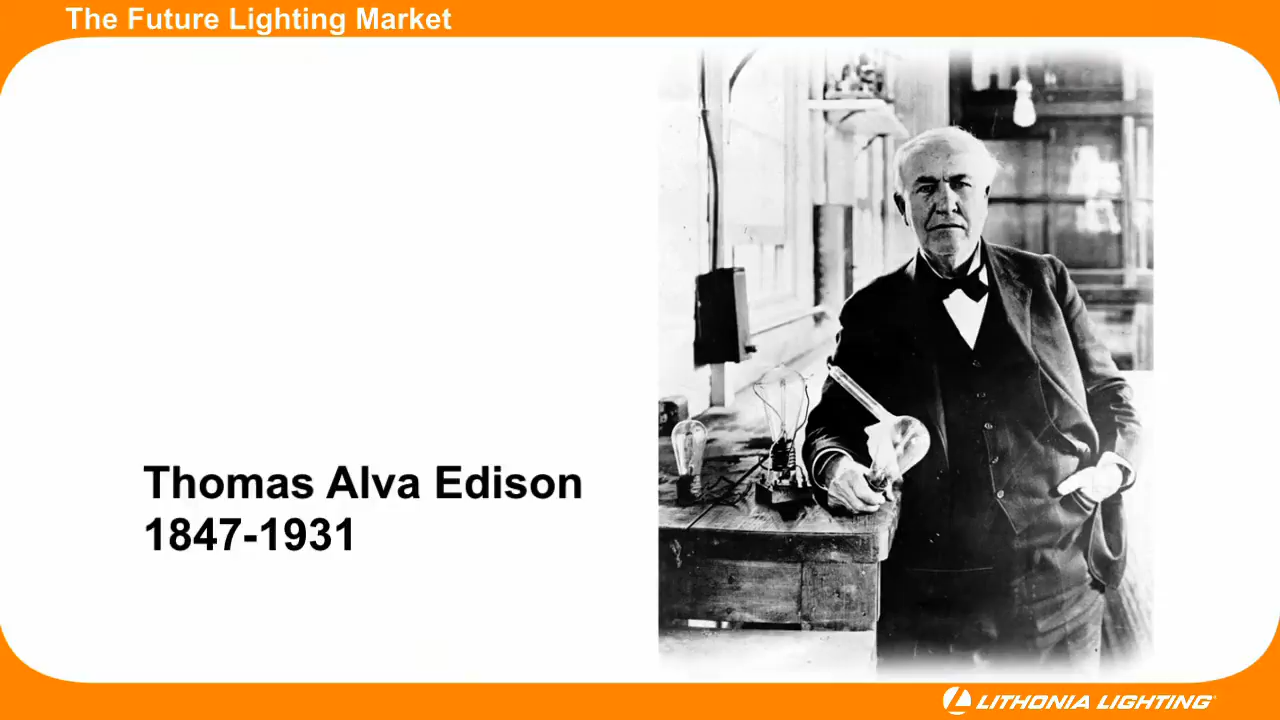 The Future Lighting Market
Thomas Alva Edison
1847-1931
LITHONIA LIGHTING®